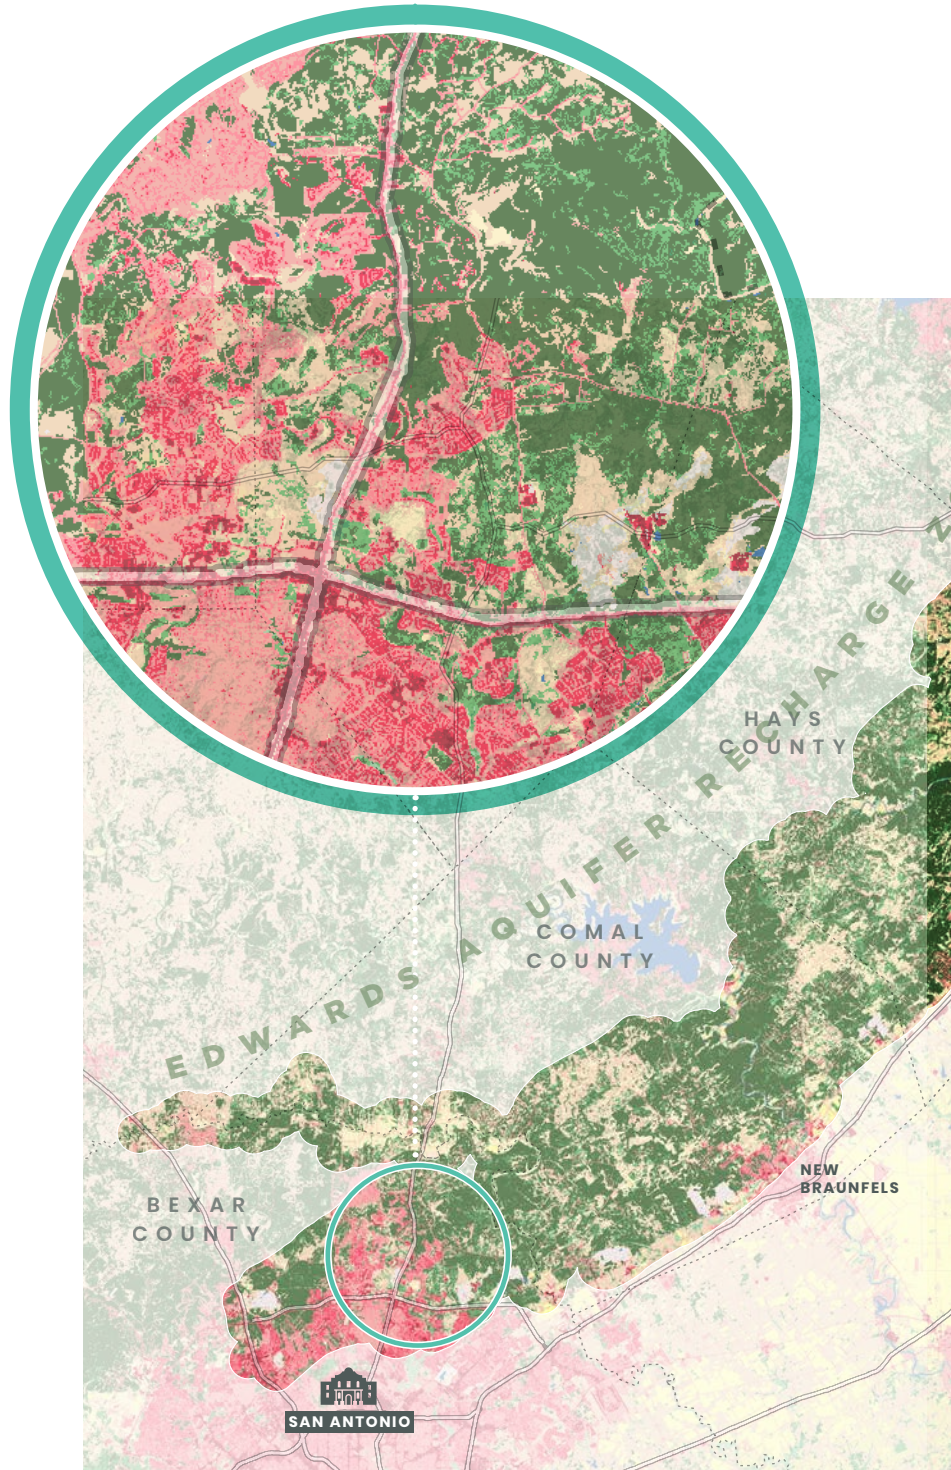 HAYS
COUNTY
EDWARDS AQUIFER RECHARGE Z
COMAL
COUNTY
NEW
BRAUNFELS
BEXAR
COUNTY
SAN ANTONIO